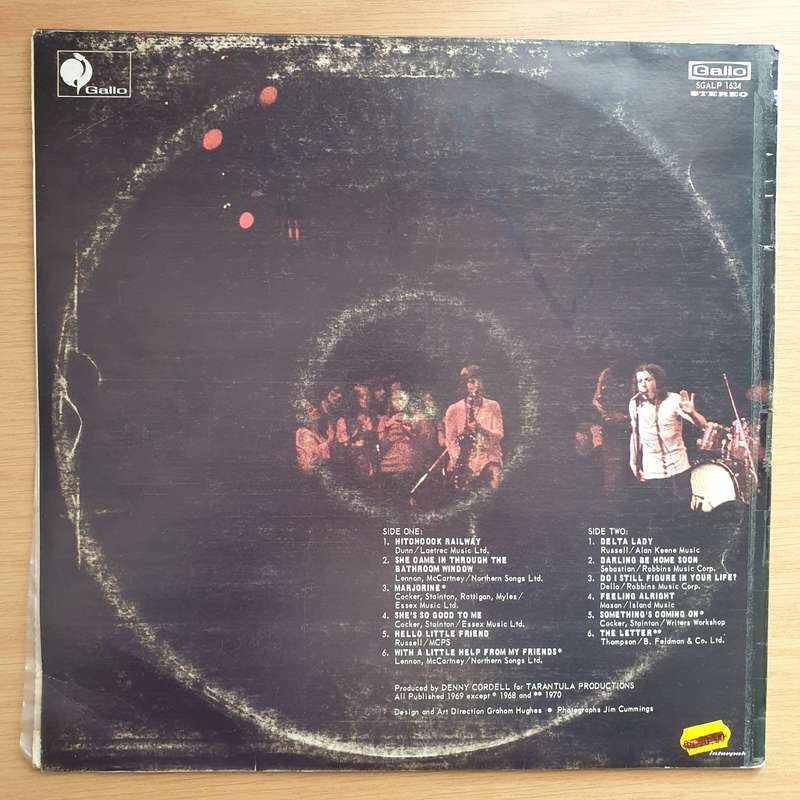 Gallo
Gallo
SGALP 1634
STEREO
SIDE ONE:
1. HITCHCOCK RAILWAY
Dunn/Laetrec Music Ltd.
2. SHE CAME IN THROUGH THE
BATHROOM WINDOW
Lennon, McCartney/Northern Songs Ltd.
3. MARJORINE*
Cocker, Stainton, Rattigan, Myles/
Essex Music Ltd.
4. SHE'S SO GOOD TO ME
Cocker, Stainton/Essex Music Ltd.
5. HELLO LITTLE FRIEND
Russell/MCPS
6. WITH A LITTLE HELP FROM MY FRIENDS*
Lennon, McCartney/Northern Songs Ltd.
SIDE TWO:
1. DELTA LADY
Russell/Alan Keene Music
2. DARLING BE HOME SOON
Sebastian/Robbins Music Corp.
3. DO I STILL FIGURE IN YOUR LIFE?
Dello/Robbins Music Corp.
4. FEELING ALRIGHT
Mason/Island Music
5. SOMETHING'S COMING ON*
Cocker, Stainton/Writers Workshop
6. THE LETTER**
Thompson/B. Feldman & Co. Ltd.
Produced by DENNY CORDELL for TARANTULA PRODUCTIONS
All Published 1969 except * 1968 and ** 1970
Design and Art Direction Graham Hughes • Photographs Jim Cummings
interpak